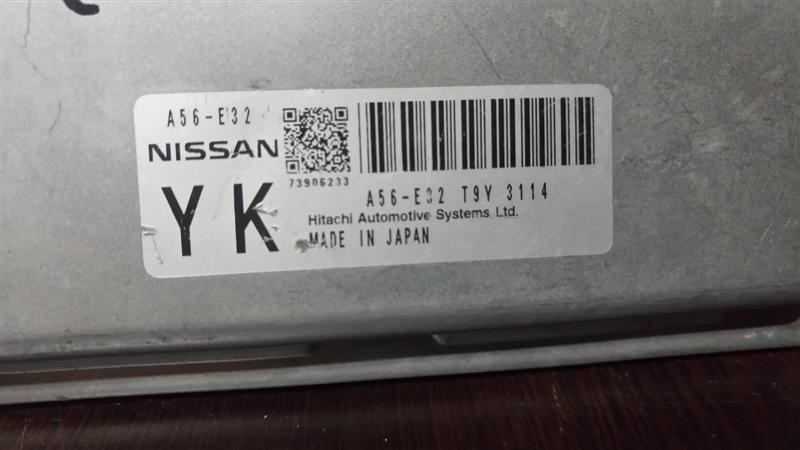 A56-E32
NISSAN
YK
73906233
A56-E32 T9Y 3114
Hitachi Automotive Systems Ltd.
MADE IN JAPAN